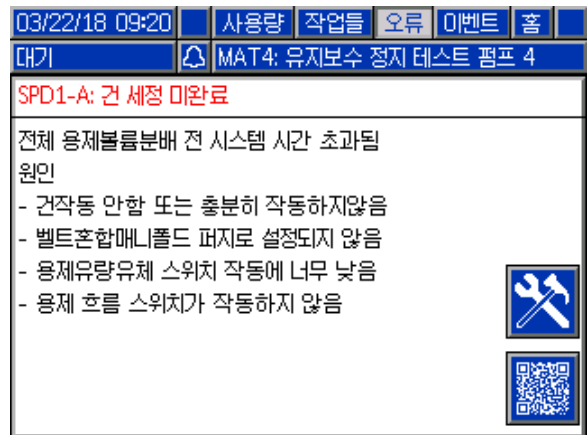 03/22/18 09:20 사용량 작업들 오류 이벤트 홈
대기 MAT4: 유지보수 정지 테스트 펌프 4
SPD1-A: 건 세정 미완료
전체 용제볼륨분배 전 시스템 시간 초과됨
원인
- 건작동 안함 또는 충분히 작동하지않음
- 벨트혼합매니폴드 퍼지로 설정되지 않음
- 용제유량유체 스위치 작동에 너무 낮음
- 용제 흐름 스위치가 작동하지 않음